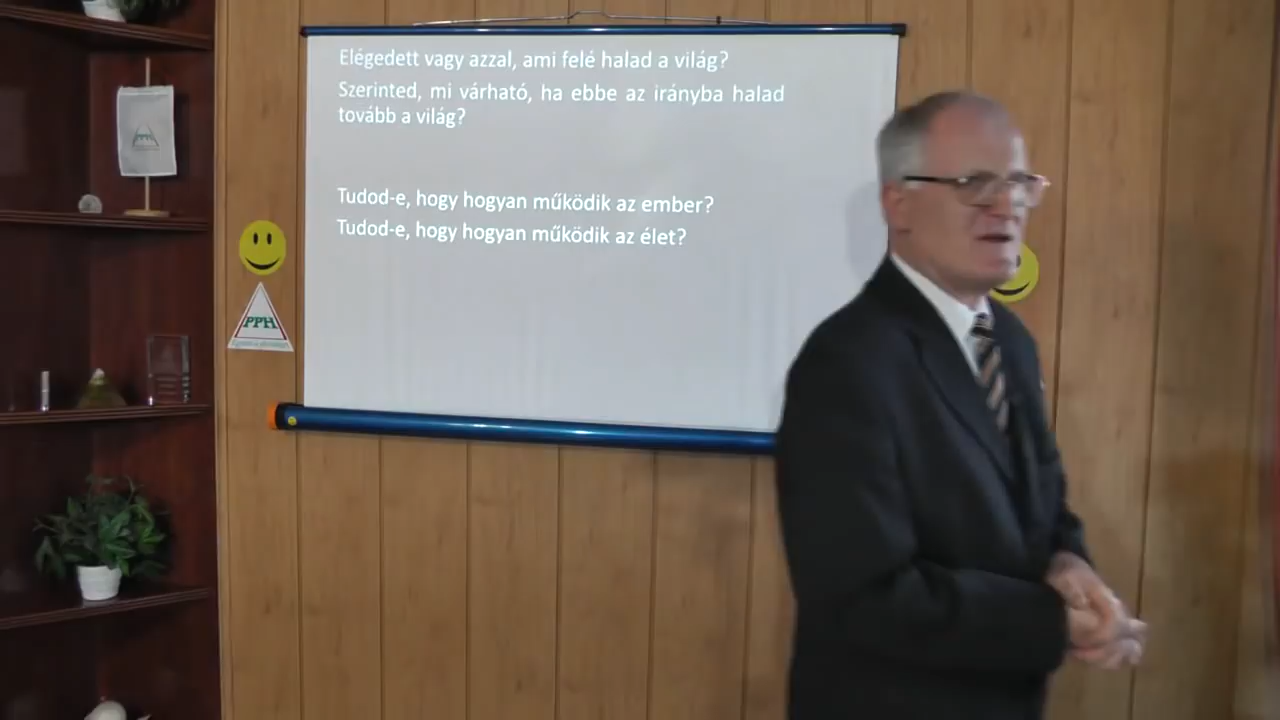 Elégedett vagy azzal, ami felé halad a világ?
Szerinted, mi várható, ha ebbe az irányba halad
tovább a világ?
Tudod-e, hogy hogyan működik az ember?
Tudod-e, hogy hogyan működik az élet?
PPH